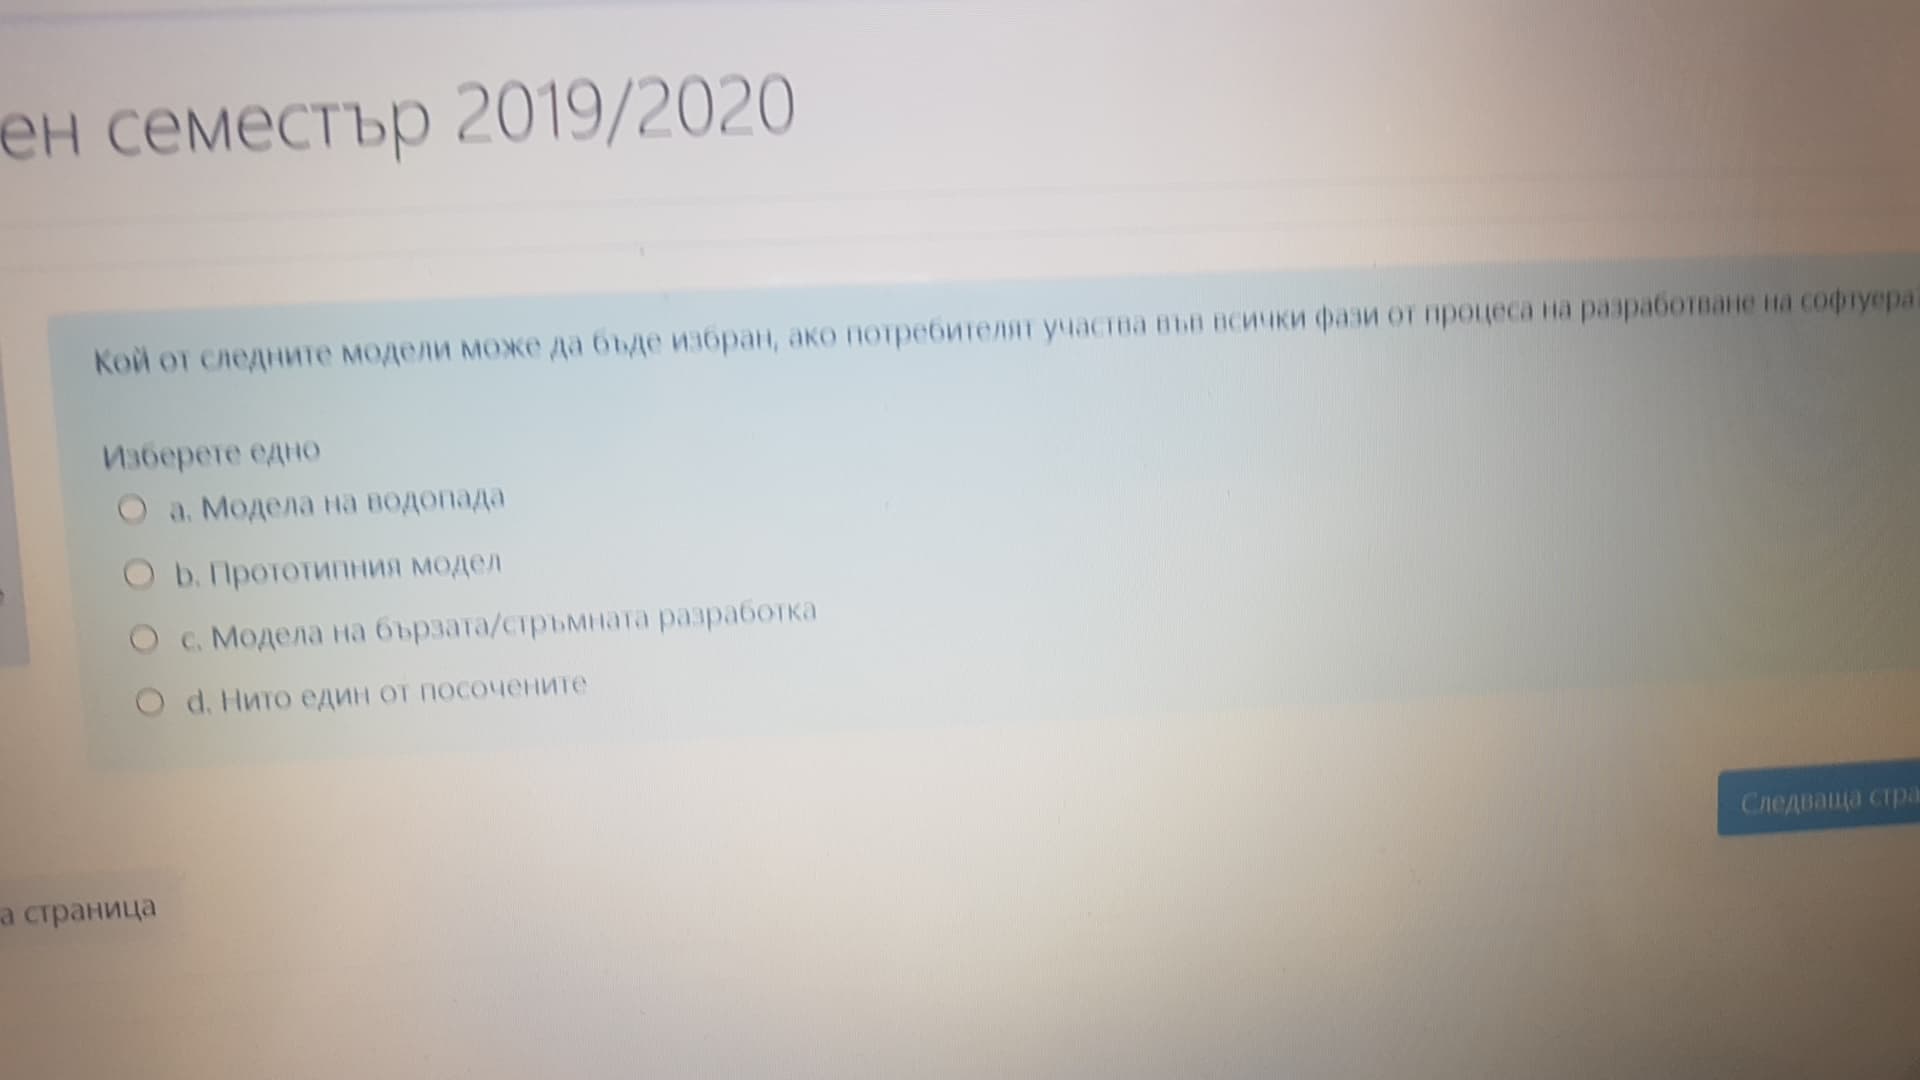 ен семестър 2019/2020
Кой от следните модели може да бъде избран, ако потребителят участва във всички фази от процеса на разработване на софтуера?
Изберете едно
a. Модела на водопада
b. Прототипния модел
c. Модела на бързата/стръмната разработка
d. Нито един от посочените
Следваща стра
а страница